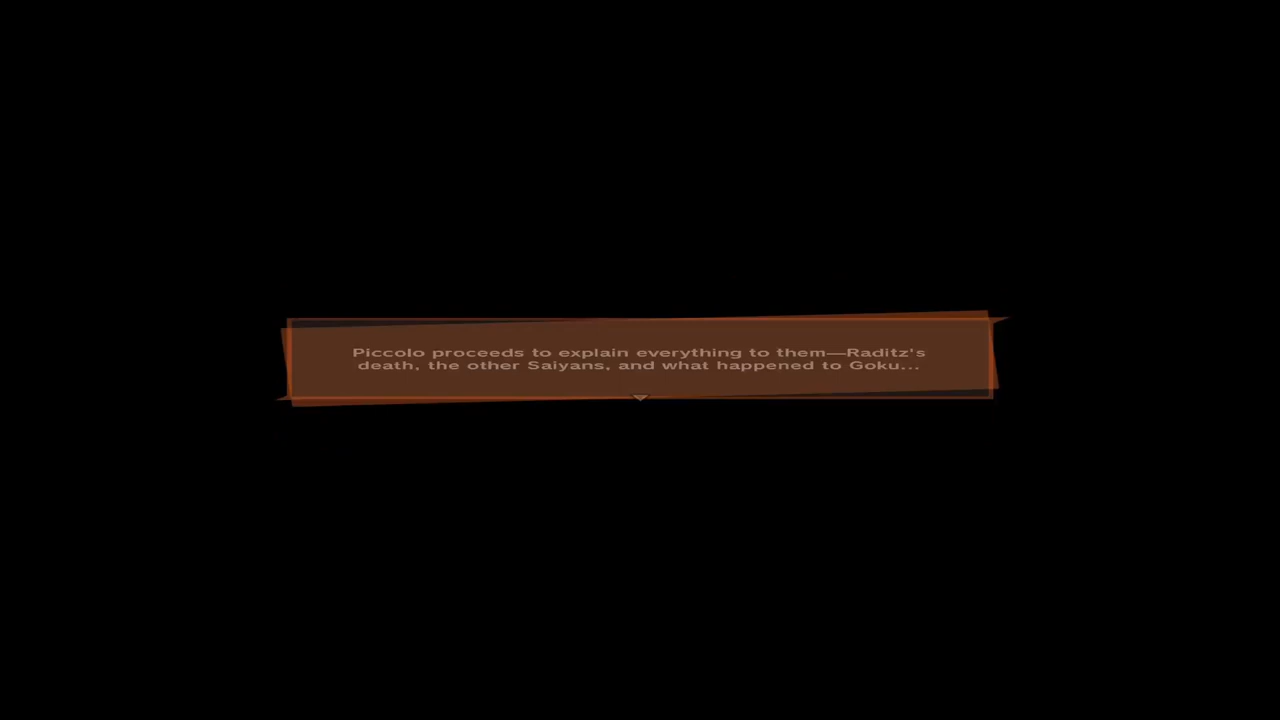 Piccolo proceeds to explain everything to them—Raditz's
death, the other Saiyans, and what happened to Goku...